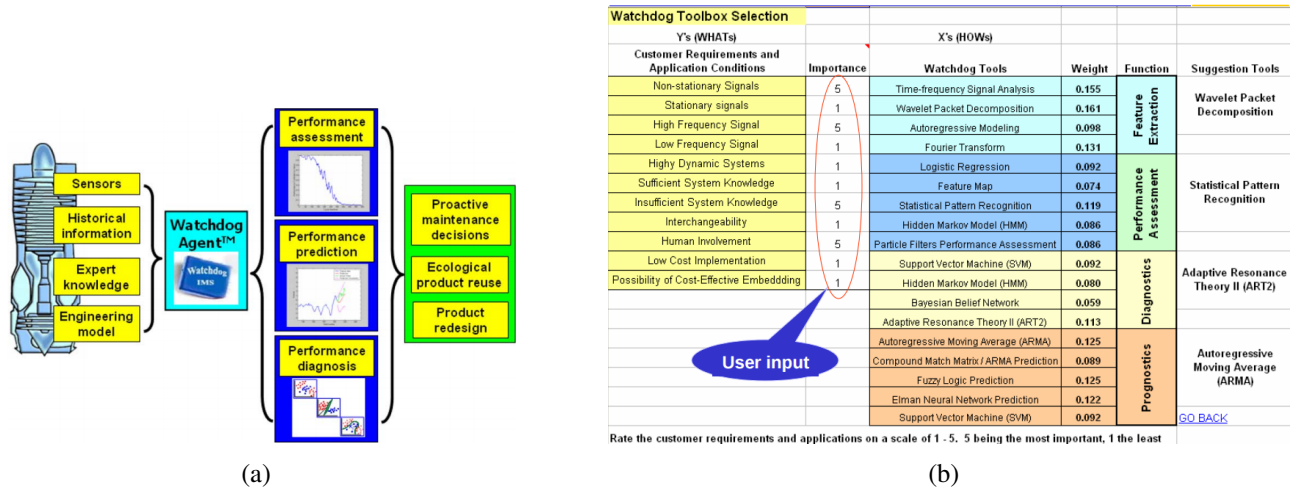 Sensors
Historical
information
Expert
knowledge
Engineering
model
Watchdog
Agent™
Watchdog
IMS
Performance
assessment
Performance
prediction
Performance
diagnosis
Proactive
maintenance
decisions
Ecological
product reuse
Product
redesign
(a)
Watchdog Toolbox Selection
Y's (WHATs) X's (HOWs)
Customer Requirements and
Application Conditions Importance Watchdog Tools Weight Function Suggestion Tools
Non-stationary Signals 5 Time-frequency Signal Analysis 0.155
Stationary signals 1 Wavelet Packet Decomposition 0.161
High Frequency Signal 5 Autoregressive Modeling 0.098
Low Frequency Signal 1 Fourier Transform 0.131
Feature
Extraction
Wavelet Packet
Decomposition
Highy Dynamic Systems 1 Logistic Regression 0.092
Sufficient System Knowledge 1 Feature Map 0.074
Insufficient System Knowledge 5 Statistical Pattern Recognition 0.119
Interchangeability 1 Hidden Markov Model (HMM) 0.086
Human Involvement 5 Particle Filters Performance Assessment 0.086
Performance
Assessment
Statistical Pattern
Recognition
Low Cost Implementation 1 Support Vector Machine (SVM) 0.092
Possibility of Cost-Effective Embeddding 1 Hidden Markov Model (HMM) 0.080
Bayesian Belief Network 0.059
Adaptive Resonance Theory II (ART2) 0.113
Diagnostics
Adaptive Resonance
Theory II (ART2)
Autoregressive Moving Average (ARMA) 0.125
Compound Match Matrix / ARMA Prediction 0.089
Fuzzy Logic Prediction 0.125
Elman Neural Network Prediction 0.122
Support Vector Machine (SVM) 0.092
Prognostics
Autoregressive
Moving Average
(ARMA)
User input
GO BACK
Rate the customer requirements and applications on a scale of 1 - 5. 5 being the most important, 1 the least
(b)